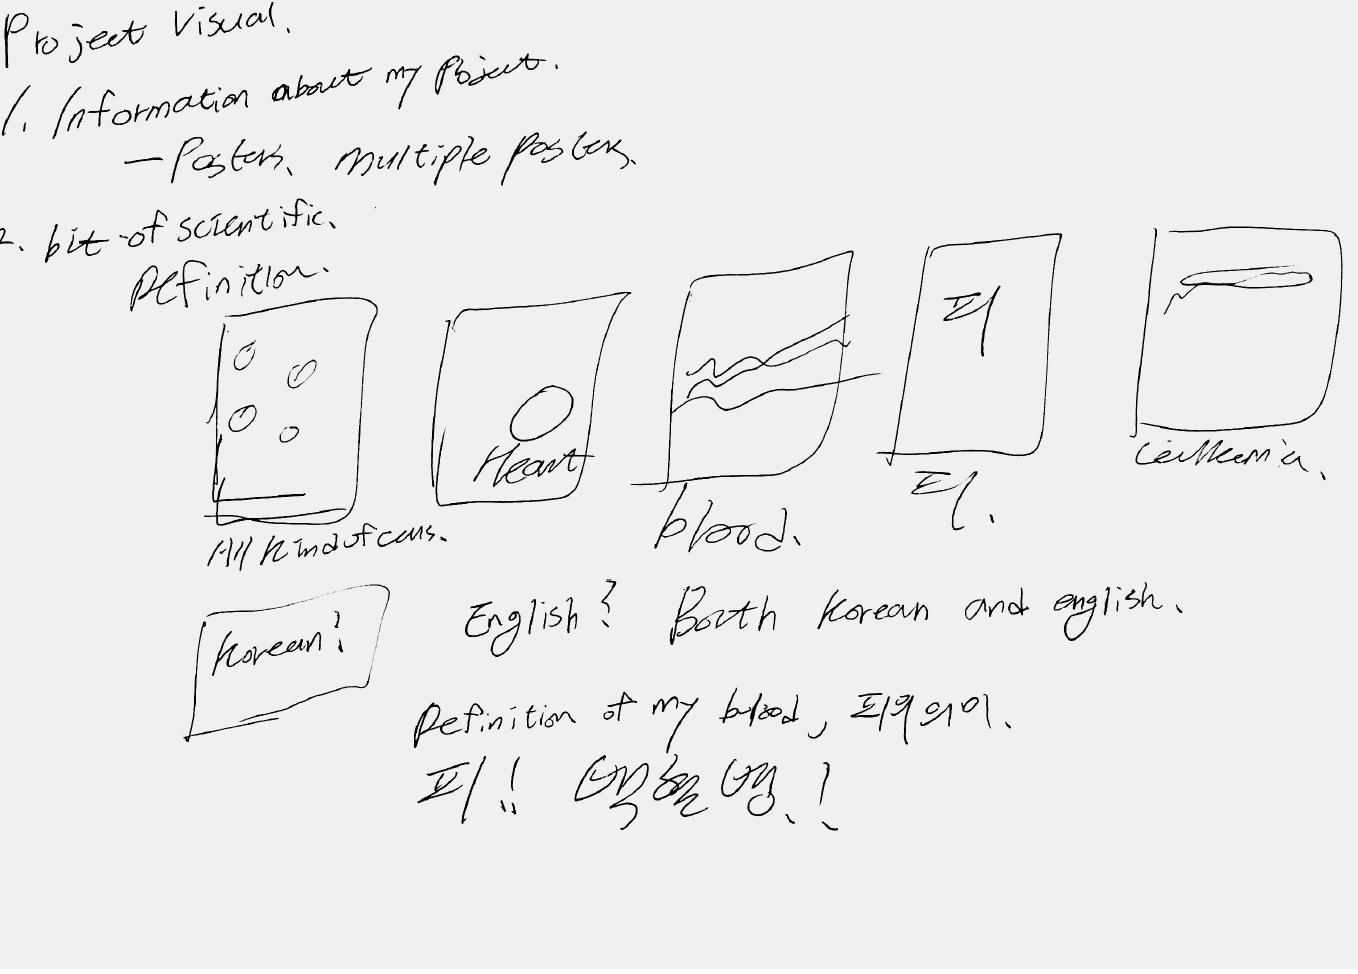 Project Visual.
1. Information about my Project.
– Posters, multiple posters.
2. bit of scientific.
Definition.
피
Heart
All kind of cells.
blood.
피.
Leukemia.
Korean?
English? Both korean and english.
Definition of my blood, 피의 의미.
피!! 백혈병.!